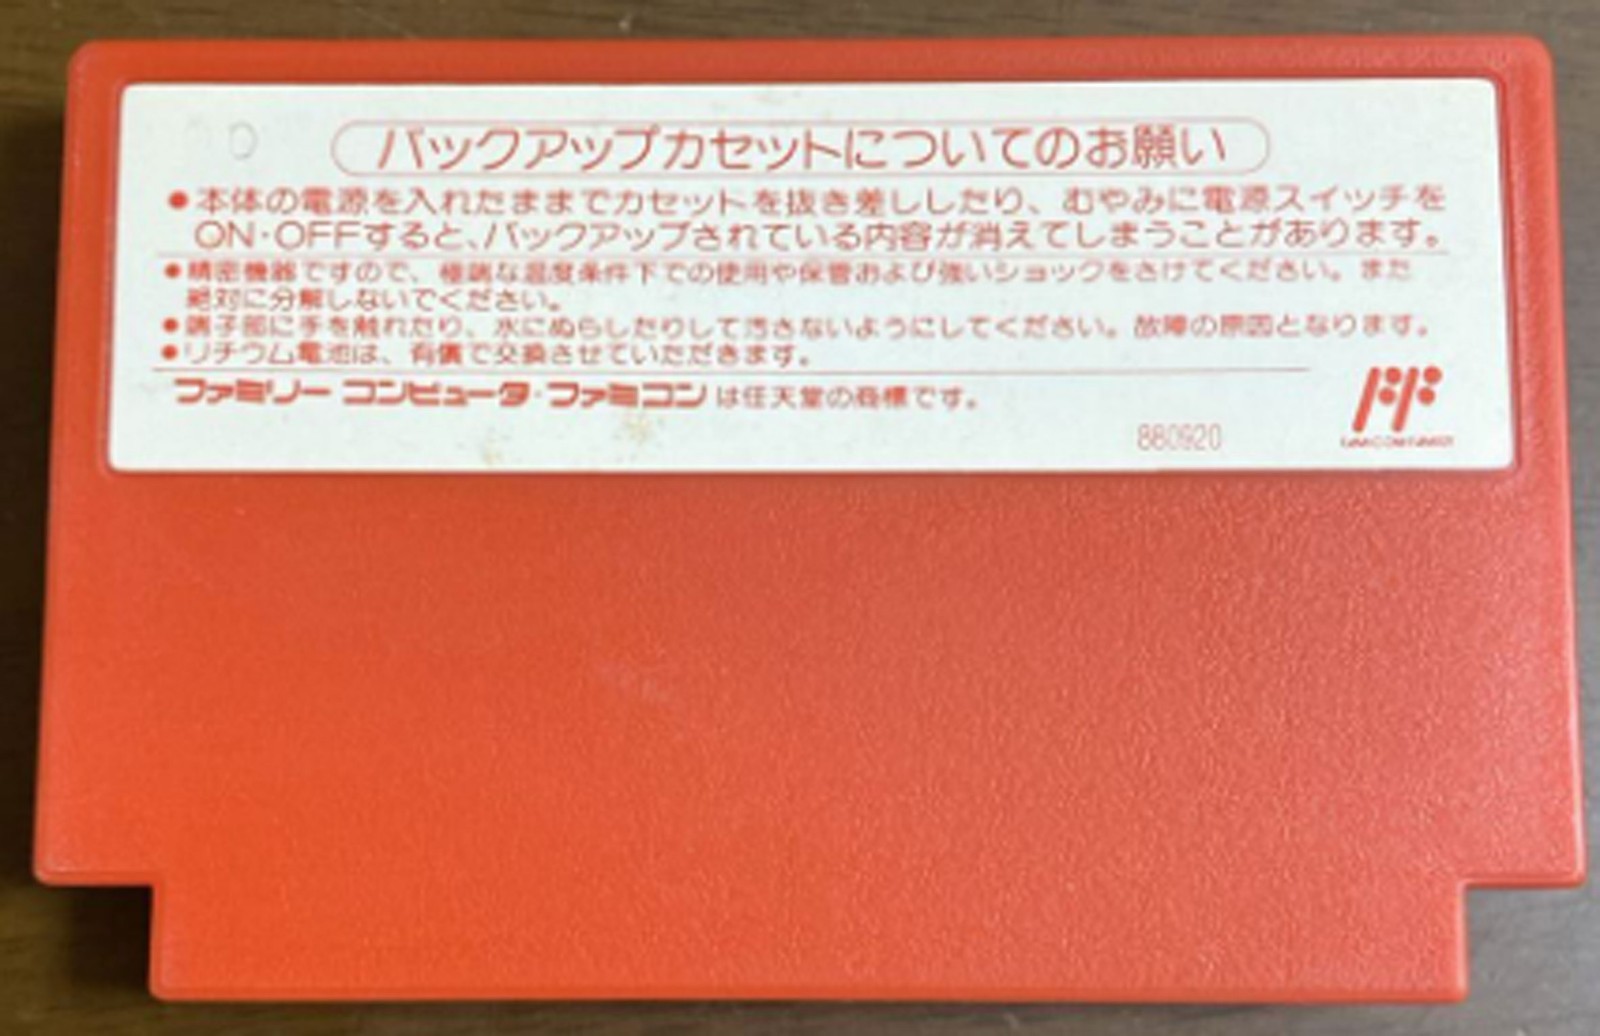 バックアップカセットについてのお願い
●本体の電源を入れたままでカセットを抜き差ししたり、むやみに電源スイッチを
ON・OFFすると、バックアップされている内容が消えてしまうことがあります。
●精密機器ですので、極端な温度条件下での使用や保管および強いショックをさけてください。また
絶対に分解しないでください。
●端子部に手を触れたり、水にぬらしたりして汚さないようにしてください。故障の原因となります。
●リチウム電池は、有償で交換させていただきます。
ファミリー コンピュータ・ファミコンは任天堂の商標です。
880920